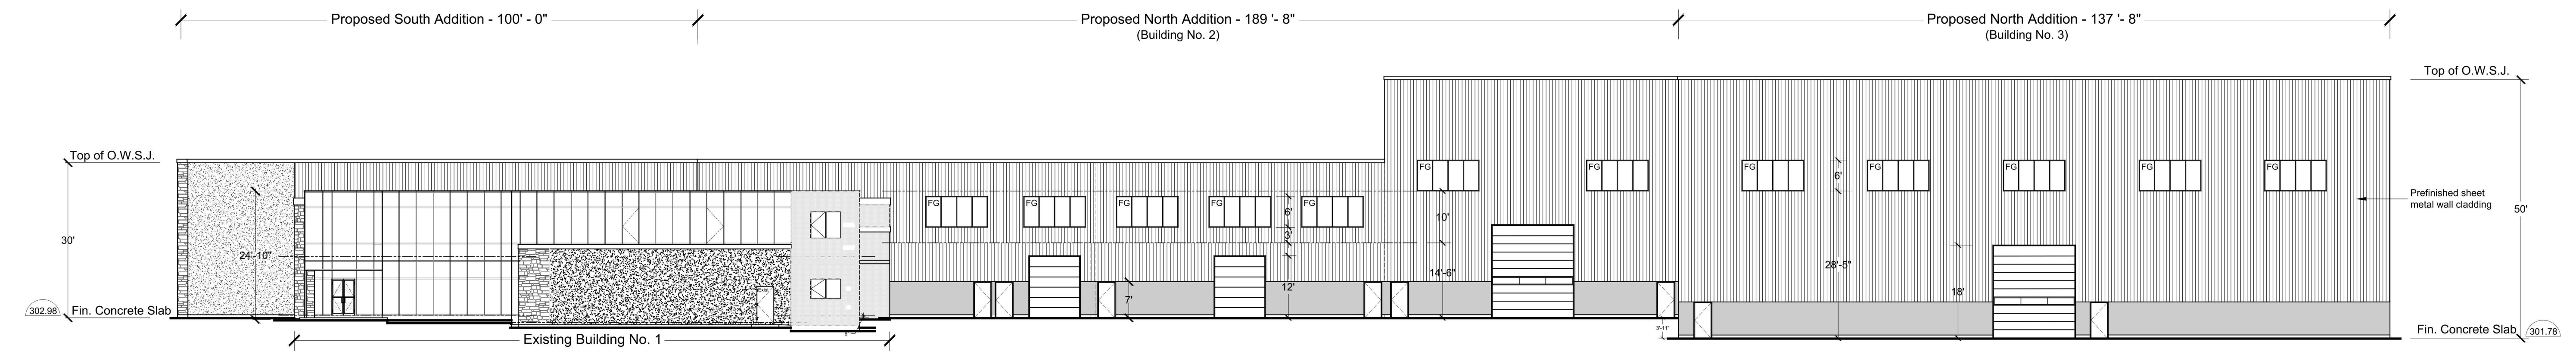 Proposed South Addition - 100' - 0"
Proposed North Addition - 189 '- 8"
(Building No. 2)
Proposed North Addition - 137 '- 8"
(Building No. 3)
Top of O.W.S.J.
Top of O.W.S.J.
FG
FG
FG
FG
FG
FG
FG
FG
FG
FG
FG
FG
6'
Prefinished sheet
metal wall cladding
50'
6'
10'
3'
30'
24'-10"
28'-5"
14'-6"
12'
18'
7'
302.98
Fin. Concrete Slab
3'-11"
Fin. Concrete Slab
301.78
Existing Building No. 1